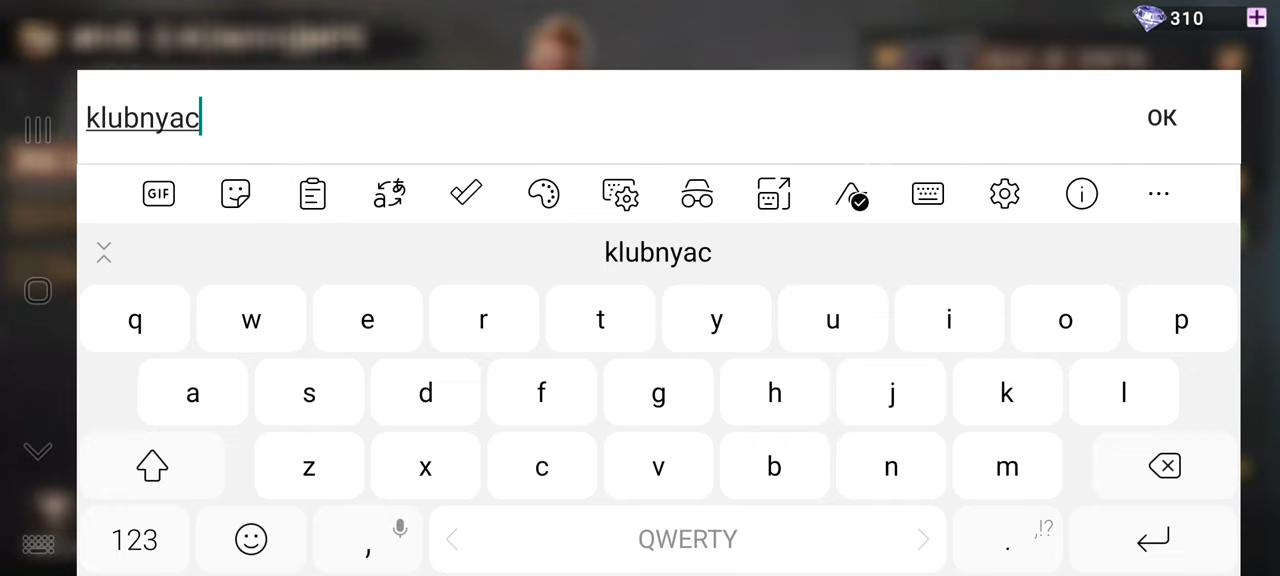 310
klubnyac
OK
GIF
klubnyac
q w e r t y u i o p
a s d f g h j k l
z x c v b n m
123 , QWERTY . ,!?